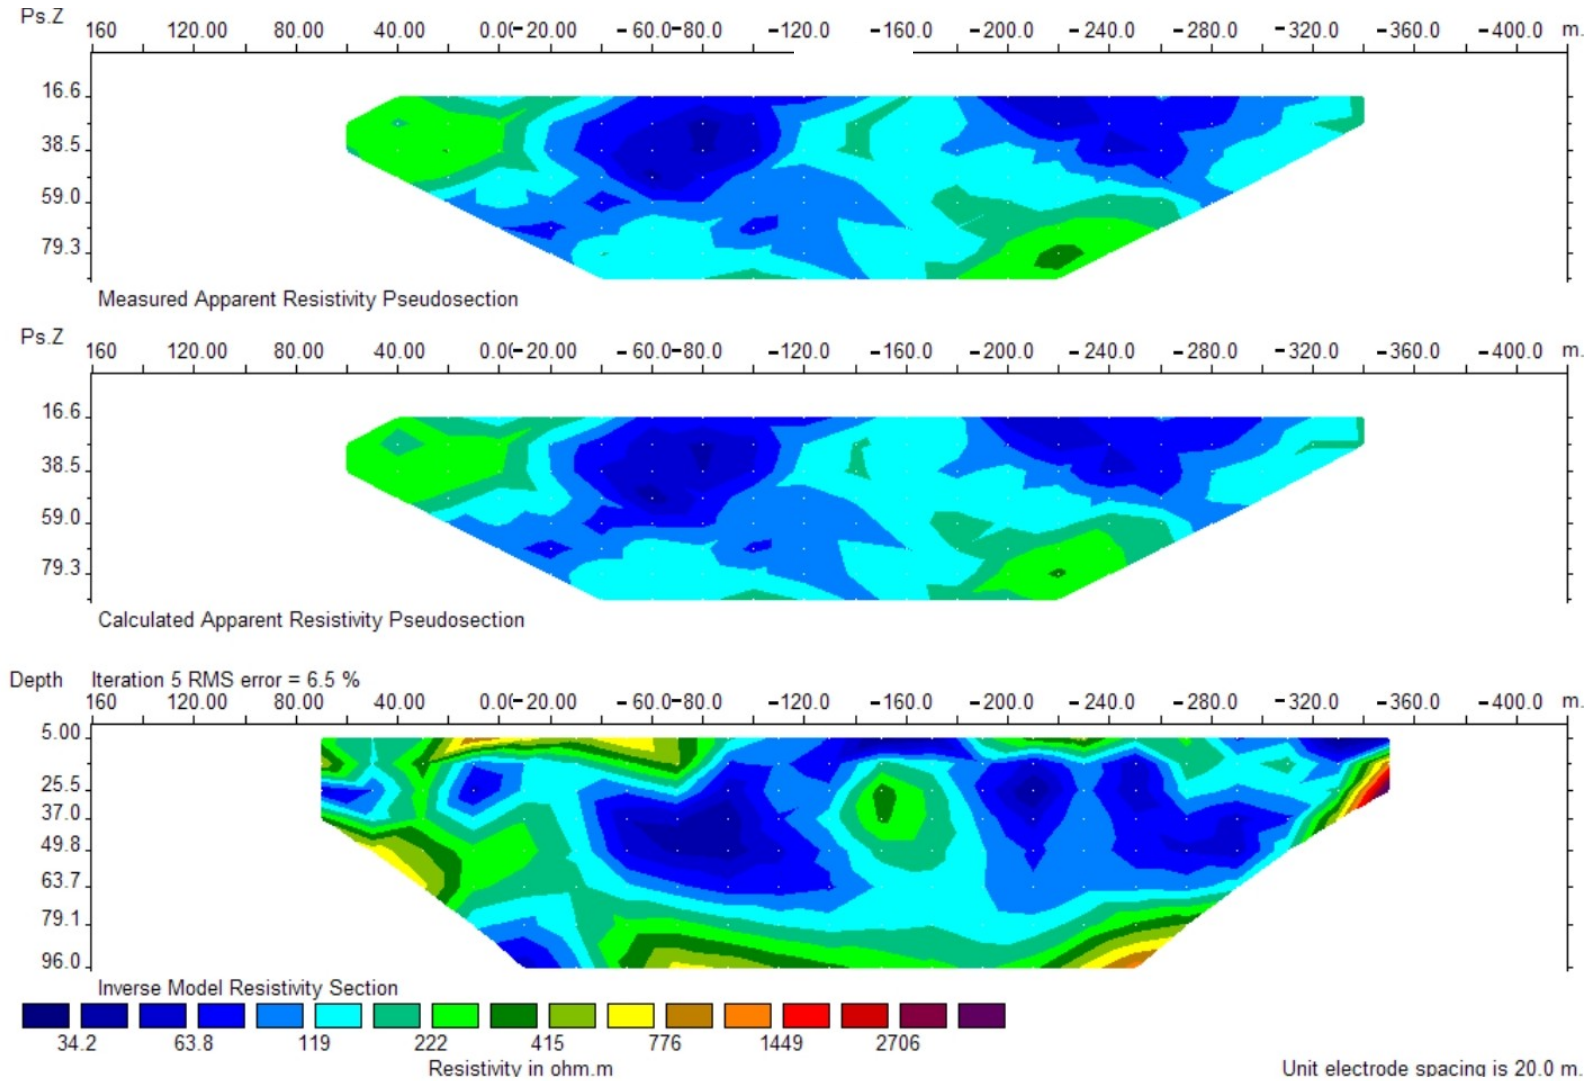 Ps.Z
160 120.00 80.00 40.00 0.0(-20.00 -60.0-80.0 -120.0 -160.0 -200.0 -240.0 -280.0 -320.0 -360.0 -400.0 m.
16.6
38.5
59.0
79.3
Measured Apparent Resistivity Pseudosection
Ps.Z
160 120.00 80.00 40.00 0.0(-20.00 -60.0-80.0 -120.0 -160.0 -200.0 -240.0 -280.0 -320.0 -360.0 -400.0 m.
16.6
38.5
59.0
79.3
Calculated Apparent Resistivity Pseudosection
Depth Iteration 5 RMS error = 6.5 %
160 120.00 80.00 40.00 0.0(-20.00 -60.0-80.0 -120.0 -160.0 -200.0 -240.0 -280.0 -320.0 -360.0 -400.0 m.
5.00
25.5
37.0
49.8
63.7
79.1
96.0
Inverse Model Resistivity Section
34.2 63.8 119 222 415 776 1449 2706
Resistivity in ohm.m
Unit electrode spacing is 20.0 m.